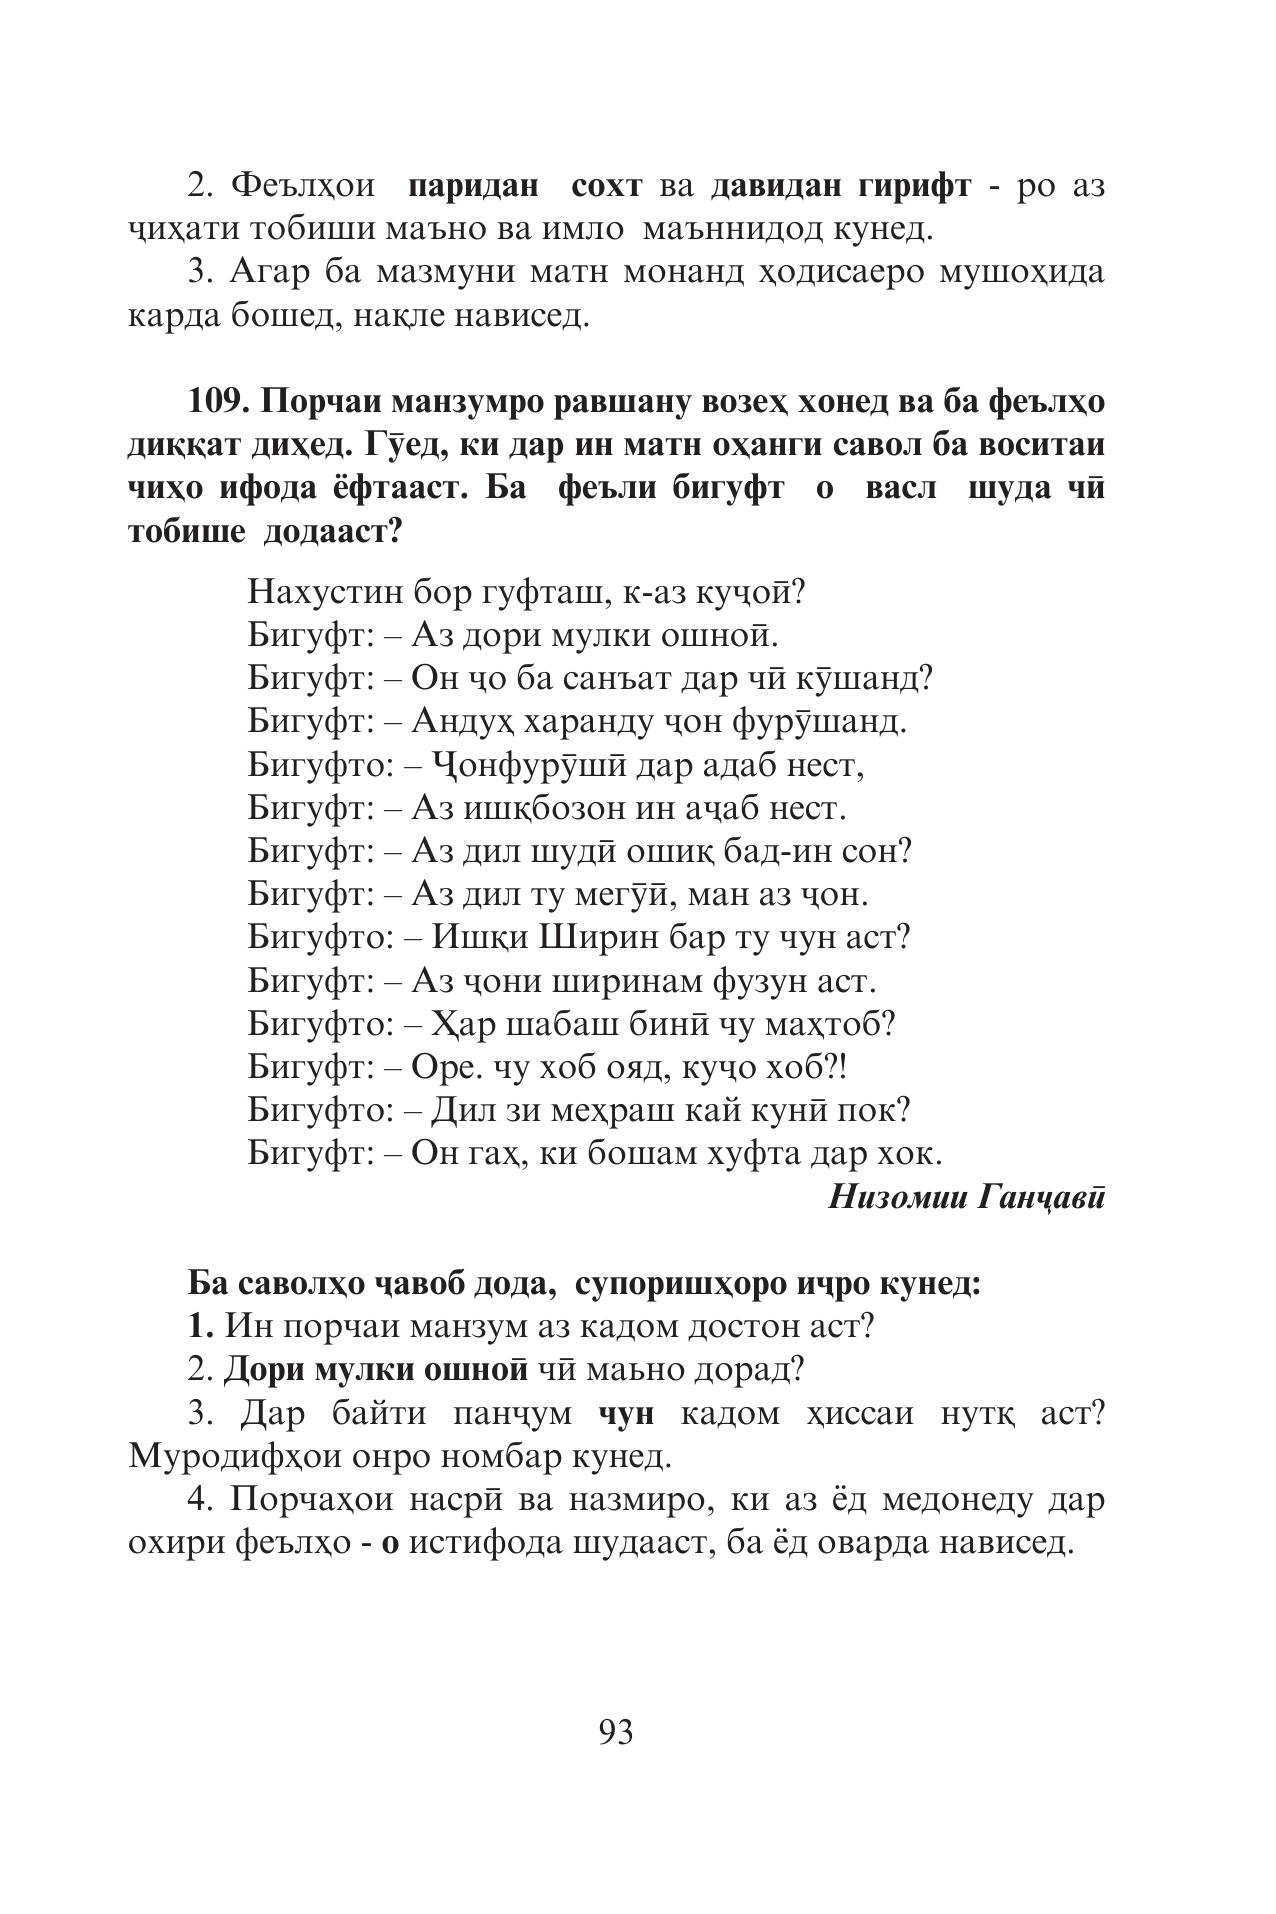 2. Феълҳои паридан сохт ва давидан гирифт - ро аз
ҷиҳати тобиши маъно ва имло маъннидод кунед.
3. Агар ба мазмуни матн монанд ҳодисаеро мушоҳида
карда бошед, нақле нависед.
109. Порчаи манзумро равшану возеҳ хонед ва ба феълҳо
диққат диҳед. Гӯед, ки дар ин матн оҳанги савол ба воситаи
чиҳо ифода ёфтааст. Ба феъли бигуфт о васл шуда чӣ
тобише додааст?
Нахустин бор гуфташ, к-аз куҷоӣ?
Бигуфт: – Аз дори мулки ошноӣ.
Бигуфт: – Он ҷо ба санъат дар чӣ кӯшанд?
Бигуфт: – Андуҳ харанду ҷон фурӯшанд.
Бигуфто: – Ҷонфурӯшӣ дар адаб нест,
Бигуфт: – Аз ишқбозон ин аҷаб нест.
Бигуфт: – Аз дил шудӣ ошиқ бад-ин сон?
Бигуфт: – Аз дил ту мегӯӣ, ман аз ҷон.
Бигуфто: – Ишқи Ширин бар ту чун аст?
Бигуфт: – Аз ҷони ширинам фузун аст.
Бигуфто: – Ҳар шабаш бинӣ чу маҳтоб?
Бигуфт: – Оре. чу хоб ояд, куҷо хоб?!
Бигуфто: – Дил зи меҳраш кай кунӣ пок?
Бигуфт: – Он гаҳ, ки бошам хуфта дар хок.
Низомии Ганҷавӣ
Ба саволҳо ҷавоб дода, супоришҳоро иҷро кунед:
1. Ин порчаи манзум аз кадом достон аст?
2. Дори мулки ошноӣ чӣ маьно дорад?
3. Дар байти панҷум чун кадом ҳиссаи нутқ аст?
Муродифҳои онро номбар кунед.
4. Порчаҳои насрӣ ва назмиро, ки аз ёд медонеду дар
охири феълҳо - о истифода шудааст, ба ёд оварда нависед.
93